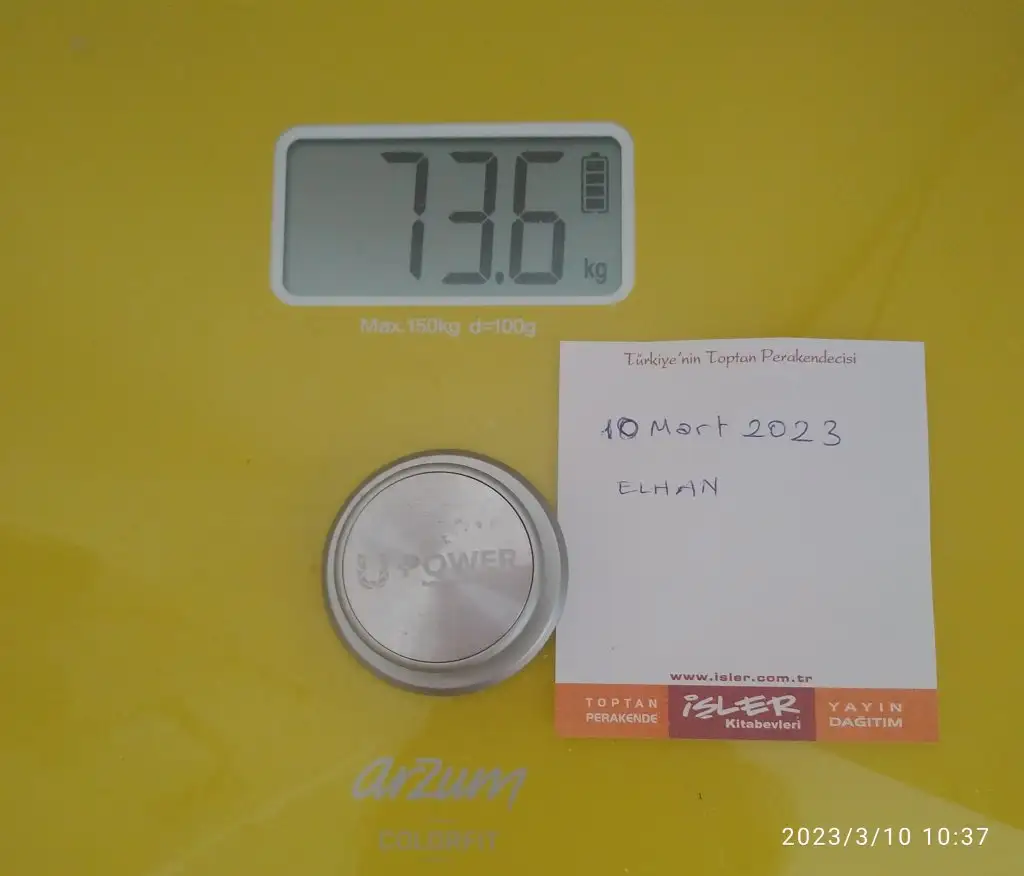 73.6
kg
Max.150kg d=100g
Türkiye'nin Toptan Perakendecisi
10 Mart 2023
ELHAN
U POWER
www.isler.com.tr
TOPTAN
PERAKENDE
İŞLER
Kitabevleri
YAYIN
DAĞITIM
arzum
COLORFIT
2023/3/10 10:37